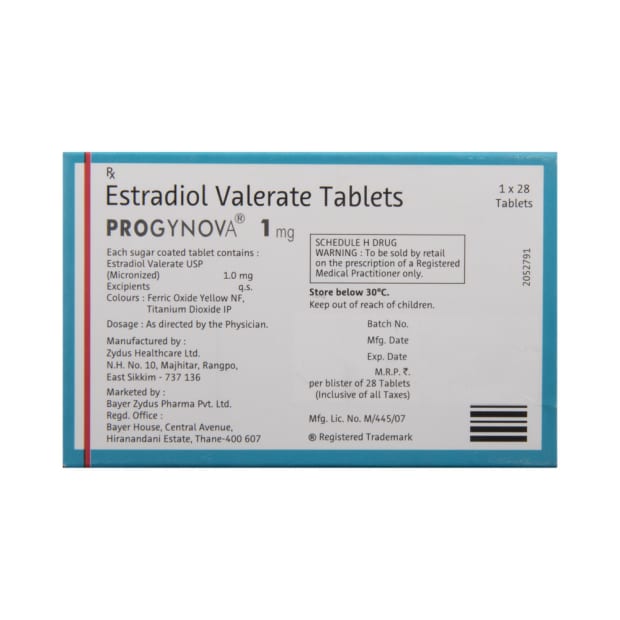 Rx
Estradiol Valerate Tablets
PROGYNOVA® 1 mg
1 x 28
Tablets
Each sugar coated tablet contains :
Estradiol Valerate USP
(Micronized) 1.0 mg
Excipients q.s.
Colours : Ferric Oxide Yellow NF,
Titanium Dioxide IP
Dosage : As directed by the Physician.
Manufactured by :
Zydus Healthcare Ltd.
N.H. No. 10, Majhitar, Rangpo,
East Sikkim - 737 136
Marketed by :
Bayer Zydus Pharma Pvt. Ltd.
Regd. Office :
Bayer House, Central Avenue,
Hiranandani Estate, Thane-400 607
SCHEDULE H DRUG
WARNING : To be sold by retail
on the prescription of a Registered
Medical Practitioner only.
Store below 30°C.
Keep out of reach of children.
Batch No.
Mfg. Date
Exp. Date
M.R.P. ₹.
per blister of 28 Tablets
(Inclusive of all Taxes)
Mfg. Lic. No. M/445/07
® Registered Trademark
2052791